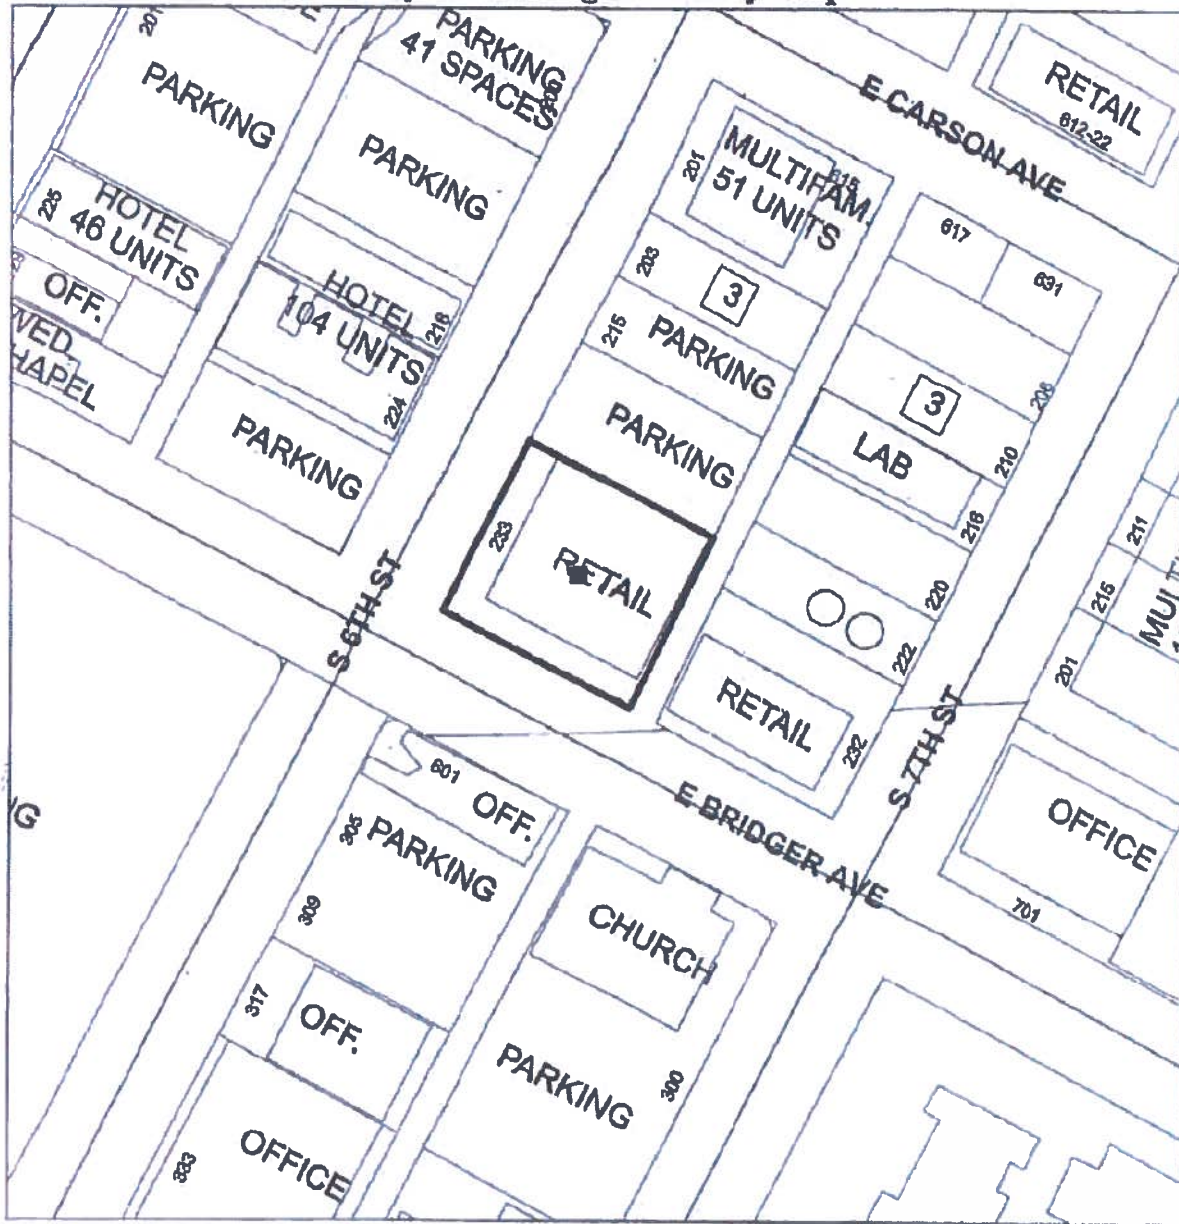 201
PARKING
PARKING
41 SPACES
E CARSON AVE
RETAIL
612-22
PARKING
225
HOTEL
46 UNITS
201
MULTIFAM.
51 UNITS
617
631
OFF.
HAPEL
HOTEL
104 UNITS
218
224
PARKING
203
3
215
PARKING
PARKING
3
208
LAB
210
216
211
215
201
233
RETAIL
220
222
RETAIL
232
S 6TH ST
S 7TH ST
E BRIDGER AVE
IG
601
OFF.
305
PARKING
309
OFFICE
701
CHURCH
317
OFF.
PARKING
300
333
OFFICE